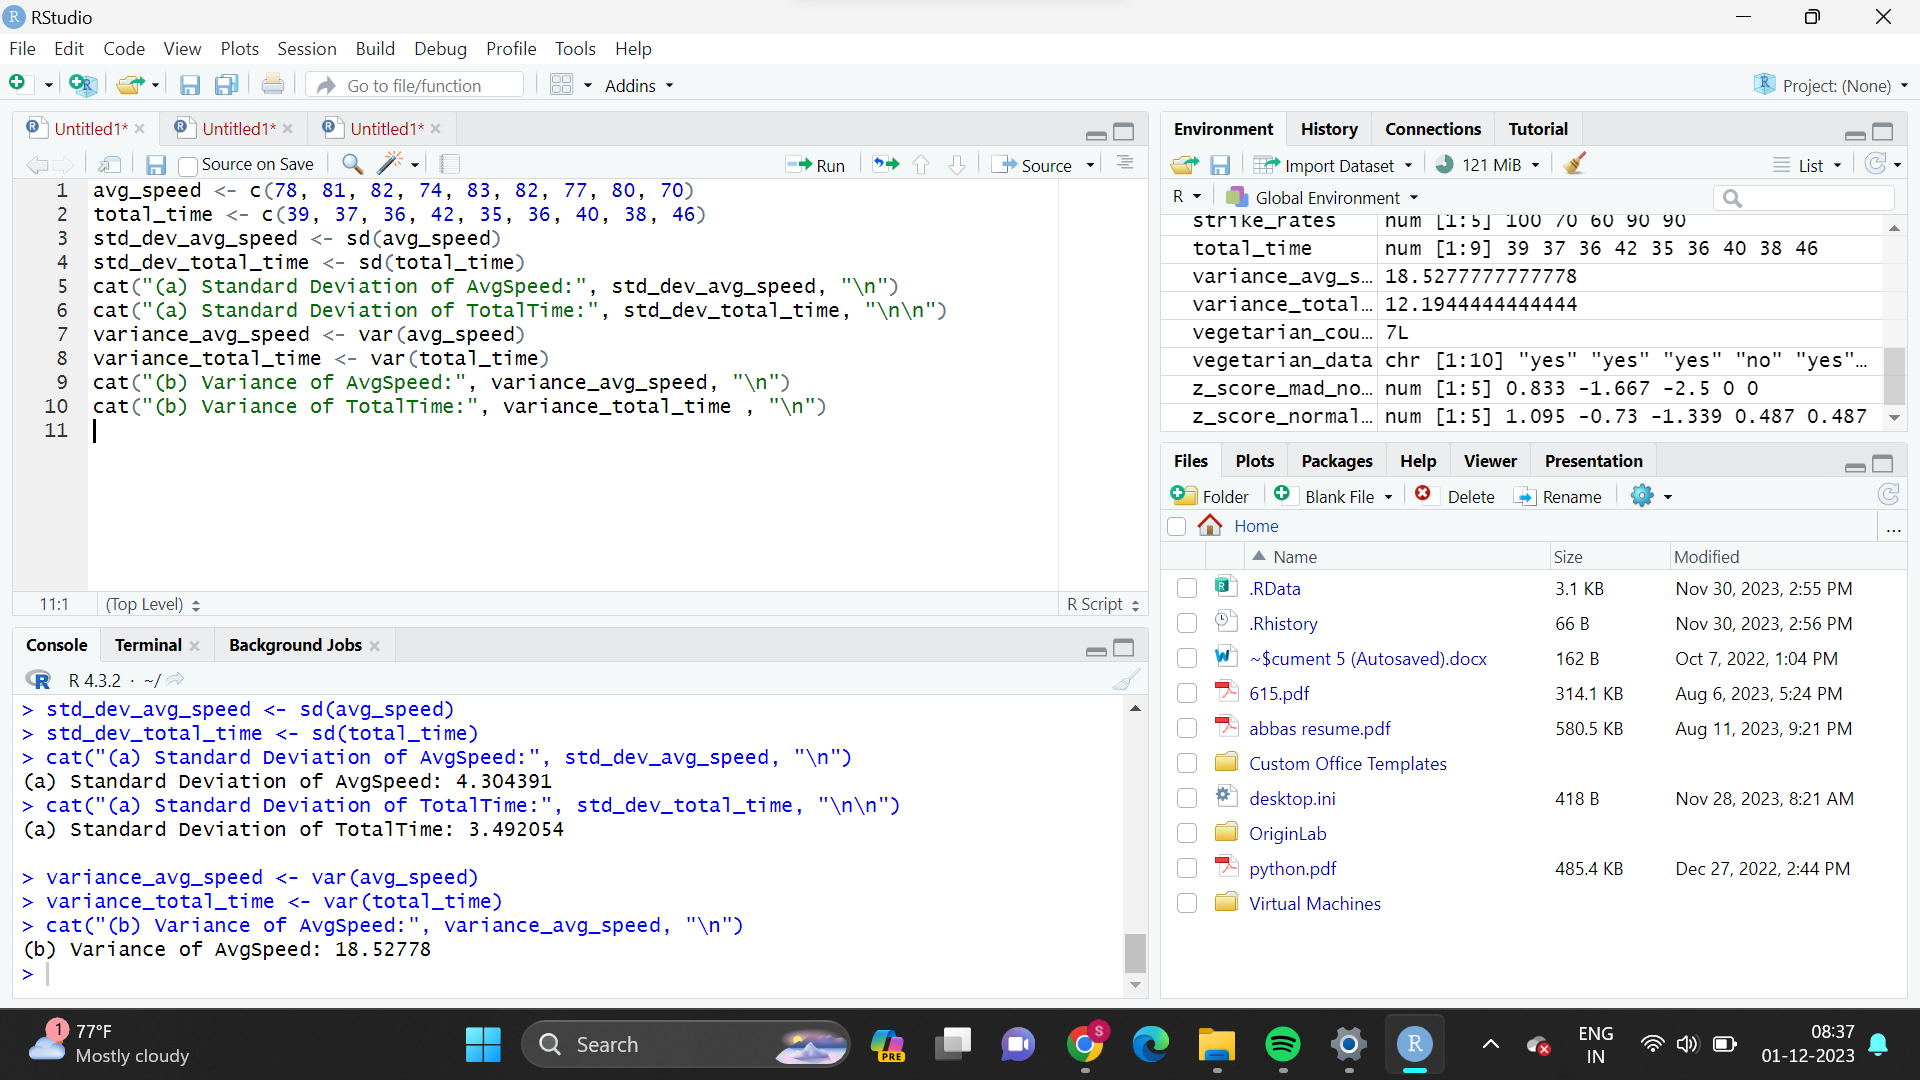 RStudio
File Edit Code View Plots Session Build Debug Profile Tools Help
Go to file/function Addins Project: (None)
Untitled1* Untitled1* Untitled1*
Source on Save Run Source
1 avg_speed <- c(78, 81, 82, 74, 83, 82, 77, 80, 70)
2 total_time <- c(39, 37, 36, 42, 35, 36, 40, 38, 46)
3 std_dev_avg_speed <- sd(avg_speed)
4 std_dev_total_time <- sd(total_time)
5 cat("(a) Standard Deviation of AvgSpeed:", std_dev_avg_speed, "\n")
6 cat("(a) Standard Deviation of TotalTime:", std_dev_total_time, "\n\n")
7 variance_avg_speed <- var(avg_speed)
8 variance_total_time <- var(total_time)
9 cat("(b) Variance of AvgSpeed:", variance_avg_speed, "\n")
10 cat("(b) Variance of TotalTime:", variance_total_time , "\n")
11
11:1 (Top Level) R Script
Console Terminal Background Jobs
R 4.3.2 · ~/
> std_dev_avg_speed <- sd(avg_speed)
> std_dev_total_time <- sd(total_time)
> cat("(a) Standard Deviation of AvgSpeed:", std_dev_avg_speed, "\n")
(a) Standard Deviation of AvgSpeed: 4.304391
> cat("(a) Standard Deviation of TotalTime:", std_dev_total_time, "\n\n")
(a) Standard Deviation of TotalTime: 3.492054
> variance_avg_speed <- var(avg_speed)
> variance_total_time <- var(total_time)
> cat("(b) Variance of AvgSpeed:", variance_avg_speed, "\n")
(b) Variance of AvgSpeed: 18.52778
>
Environment History Connections Tutorial
Import Dataset 121 MiB List
R Global Environment
strike_rates num [1:5] 100 70 60 90 90
total_time num [1:9] 39 37 36 42 35 36 40 38 46
variance_avg_s… 18.5277777777778
variance_total… 12.1944444444444
vegetarian_cou… 7L
vegetarian_data chr [1:10] "yes" "yes" "yes" "no" "yes"…
z_score_mad_no… num [1:5] 0.833 -1.667 -2.5 0 0
z_score_normal… num [1:5] 1.095 -0.73 -1.339 0.487 0.487
Files Plots Packages Help Viewer Presentation
Folder Blank File Delete Rename
Home ...
Name Size Modified
.RData 3.1 KB Nov 30, 2023, 2:55 PM
.Rhistory 66 B Nov 30, 2023, 2:56 PM
~$cument 5 (Autosaved).docx 162 B Oct 7, 2022, 1:04 PM
615.pdf 314.1 KB Aug 6, 2023, 5:24 PM
abbas resume.pdf 580.5 KB Aug 11, 2023, 9:21 PM
Custom Office Templates
desktop.ini 418 B Nov 28, 2023, 8:21 AM
OriginLab
python.pdf 485.4 KB Dec 27, 2022, 2:44 PM
Virtual Machines
1 77°F
Mostly cloudy
Search
PRE
S
R
ENG
IN
08:37
01-12-2023